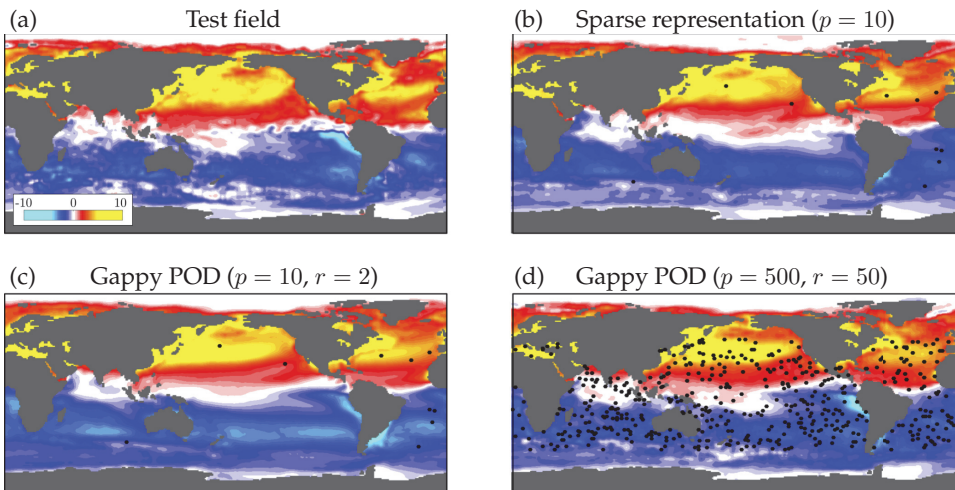 (a) Test field
(b) Sparse representation (p = 10)
-10 0 10
(c) Gappy POD (p = 10, r = 2)
(d) Gappy POD (p = 500, r = 50)